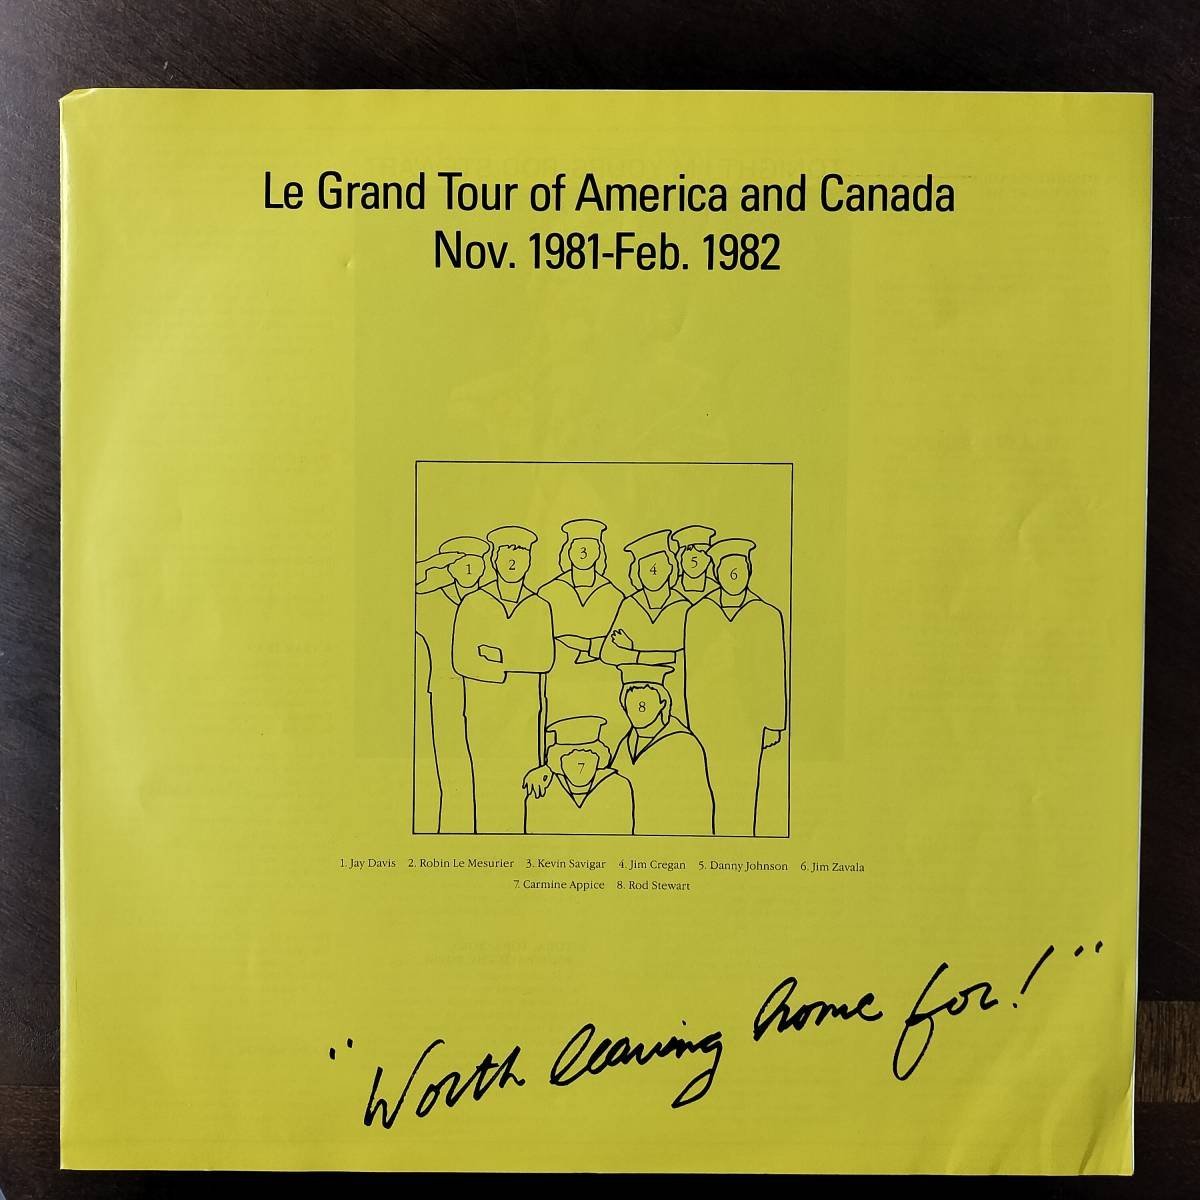 Le Grand Tour of America and Canada
Nov. 1981-Feb. 1982
1 2 3 4 5 6
8
7
1. Jay Davis 2. Robin Le Mesurier 3. Kevin Savigar 4. Jim Cregan 5. Danny Johnson 6. Jim Zavala
7. Carmine Appice 8. Rod Stewart
"Worth leaving home for!"